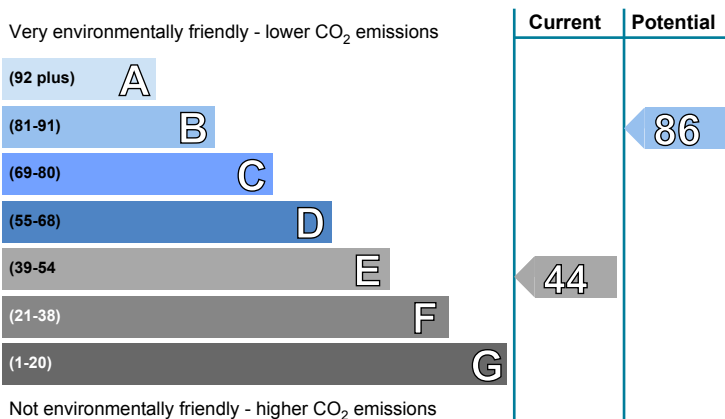 Very environmentally friendly - lower CO2 emissions
Current
Potential
(92 plus) A
(81-91) B
86
(69-80) C
(55-68) D
(39-54 E
44
(21-38) F
(1-20) G
Not environmentally friendly - higher CO2 emissions